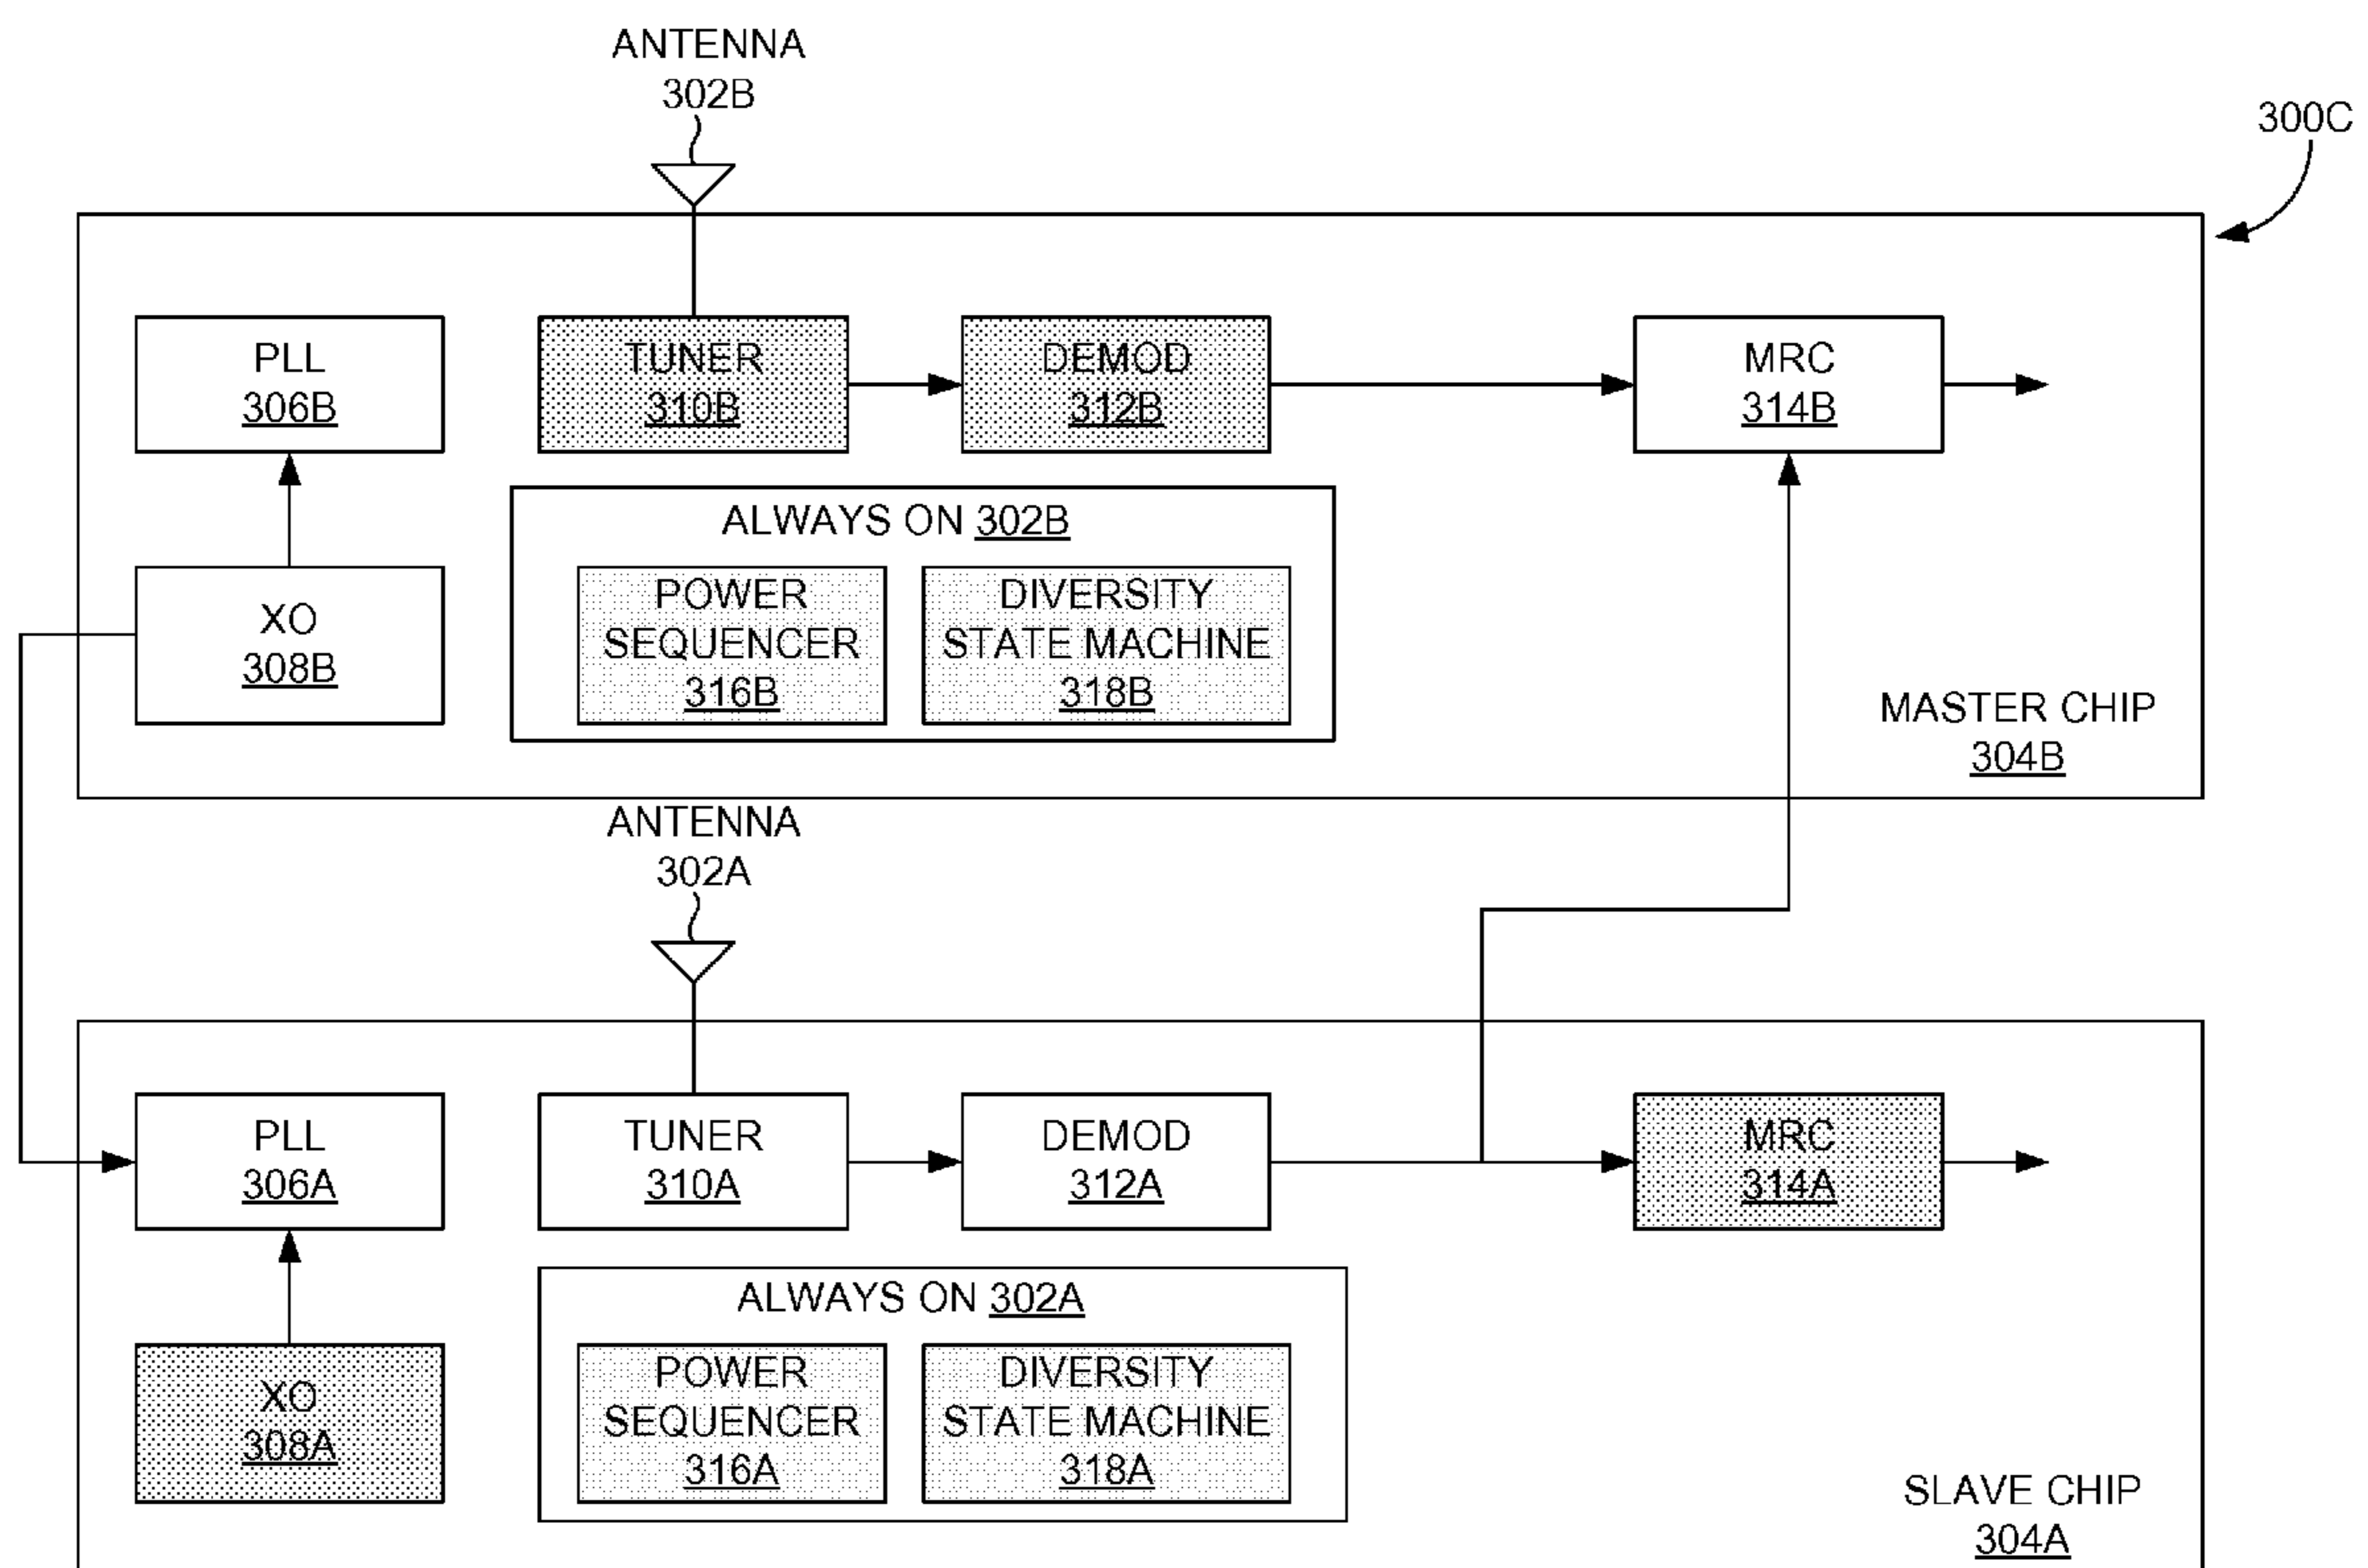 ANTENNA
302B
300C
PLL
306B
TUNER
310B
DEMOD
312B
MRC
314B
ALWAYS ON 302B
XO
308B
POWER
SEQUENCER
316B
DIVERSITY
STATE MACHINE
318B
MASTER CHIP
304B
ANTENNA
302A
PLL
306A
TUNER
310A
DEMOD
312A
MRC
314A
ALWAYS ON 302A
XO
308A
POWER
SEQUENCER
316A
DIVERSITY
STATE MACHINE
318A
SLAVE CHIP
304A